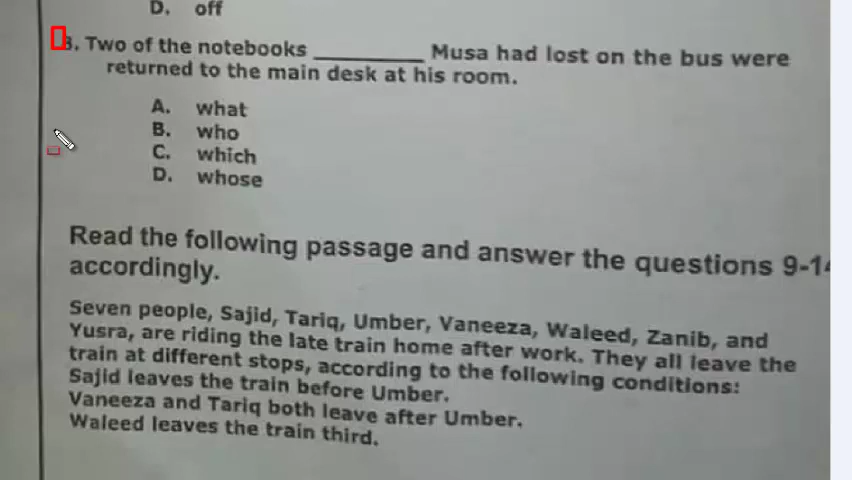 D. off
8. Two of the notebooks __________ Musa had lost on the bus were
returned to the main desk at his room.
A. what
B. who
C. which
D. whose
Read the following passage and answer the questions 9-14
accordingly.
Seven people, Sajid, Tariq, Umber, Vaneeza, Waleed, Zanib, and
Yusra, are riding the late train home after work. They all leave the
train at different stops, according to the following conditions:
Sajid leaves the train before Umber.
Vaneeza and Tariq both leave after Umber.
Waleed leaves the train third.